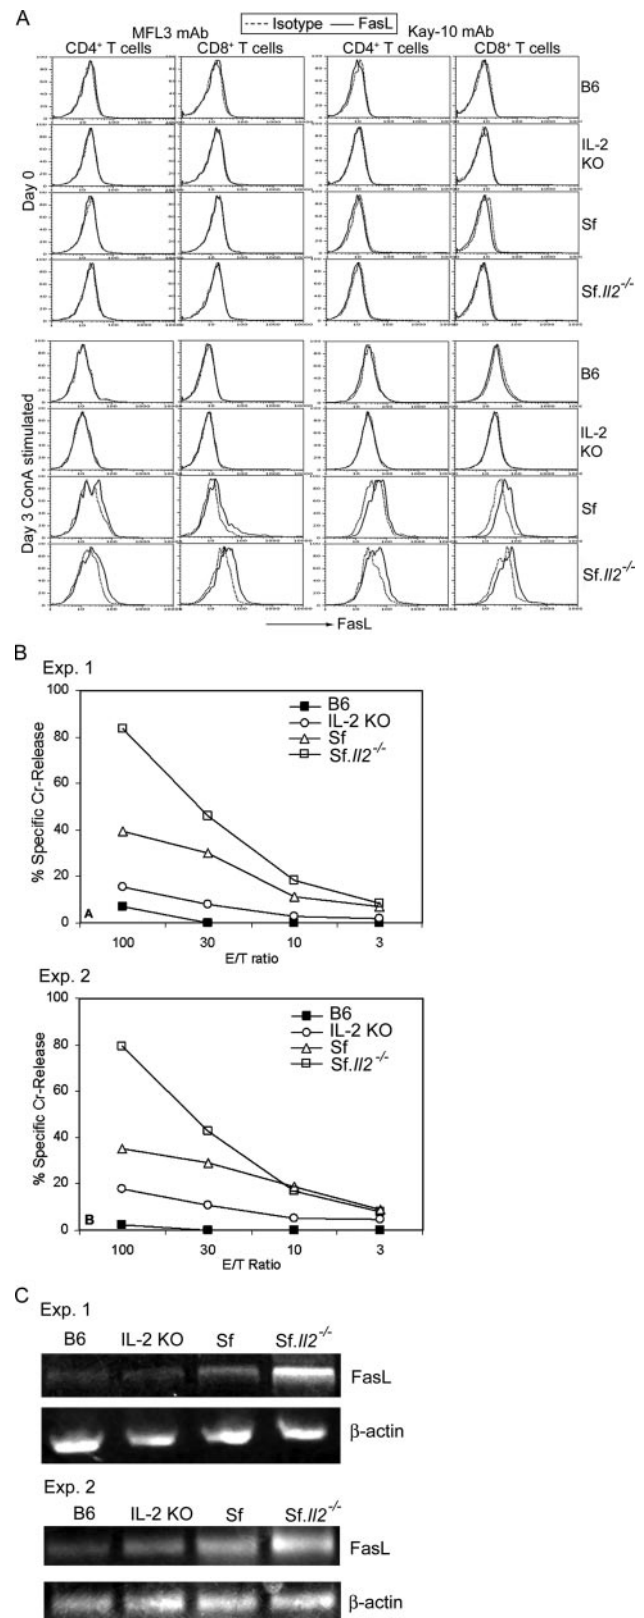 A
Isotype FasL
MFL3 mAb Kay-10 mAb
CD4⁺ T cells CD8⁺ T cells CD4⁺ T cells CD8⁺ T cells
Day 0
B6
IL-2 KO
Sf
Sf.Il2⁻/⁻
Day 3 ConA stimulated
B6
IL-2 KO
Sf
Sf.Il2⁻/⁻
FasL
B
Exp. 1
% Specific Cr-Release
100
80
60
40
20
0
B6
IL-2 KO
Sf
Sf.Il2⁻/⁻
A
100 30 10 3
E/T ratio
Exp. 2
% Specific Cr-Release
100
80
60
40
20
0
B6
IL-2 KO
Sf
Sf.Il2⁻/⁻
B
100 30 10 3
E/T Ratio
C
Exp. 1
B6 IL-2 KO Sf Sf.Il2⁻/⁻
FasL
β-actin
Exp. 2
B6 IL-2 KO Sf Sf.Il2⁻/⁻
FasL
β-actin